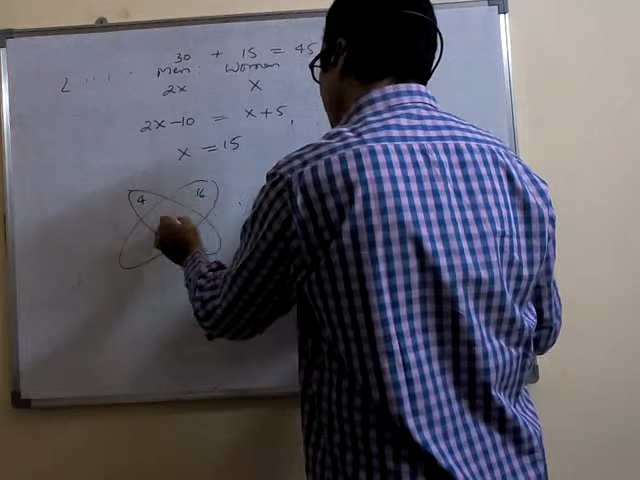 30 + 15 = 45
Men : Women
2x x
2x-10 = x+5,
x = 15
4 16